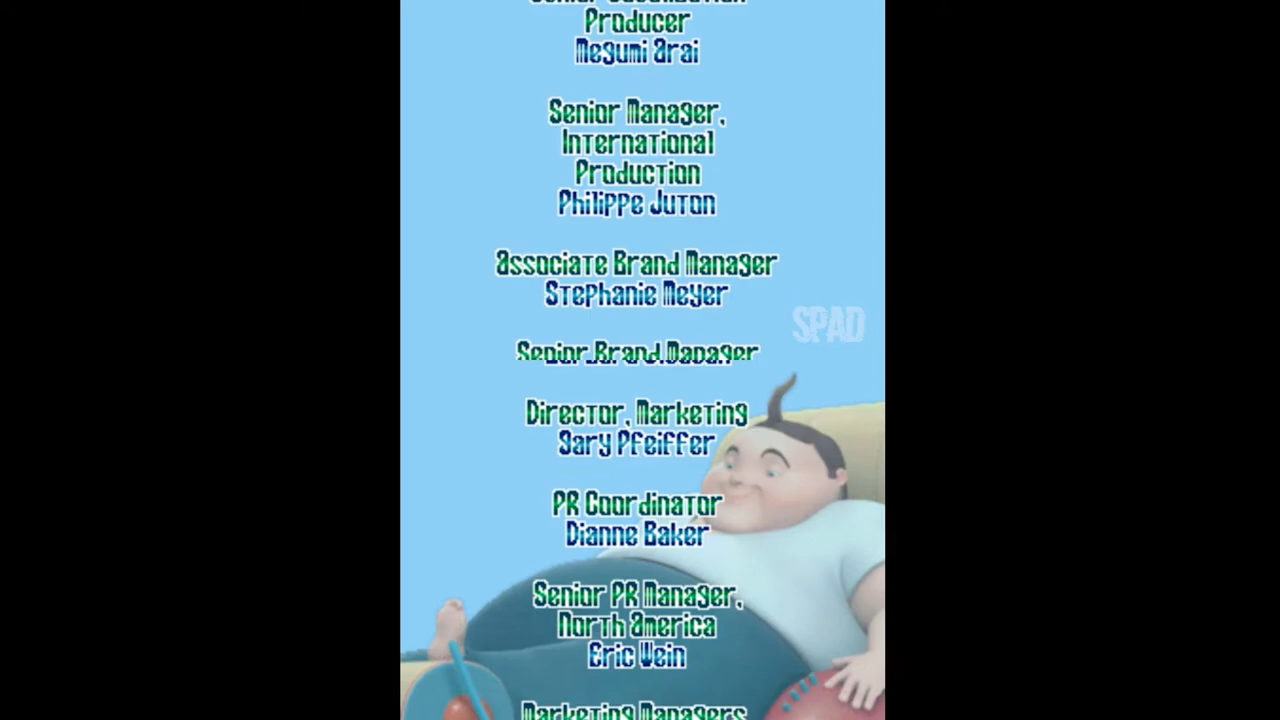 Producer
Megumi Arai
Senior Manager,
International
Production
Philippe Juton
Associate Brand Manager
Stephanie Meyer
SPAD
Senior Brand Manager
Director, Marketing
Gary Pfeiffer
PR Coordinator
Dianne Baker
Senior PR Manager,
North America
Eric Wein
Marketing Managers